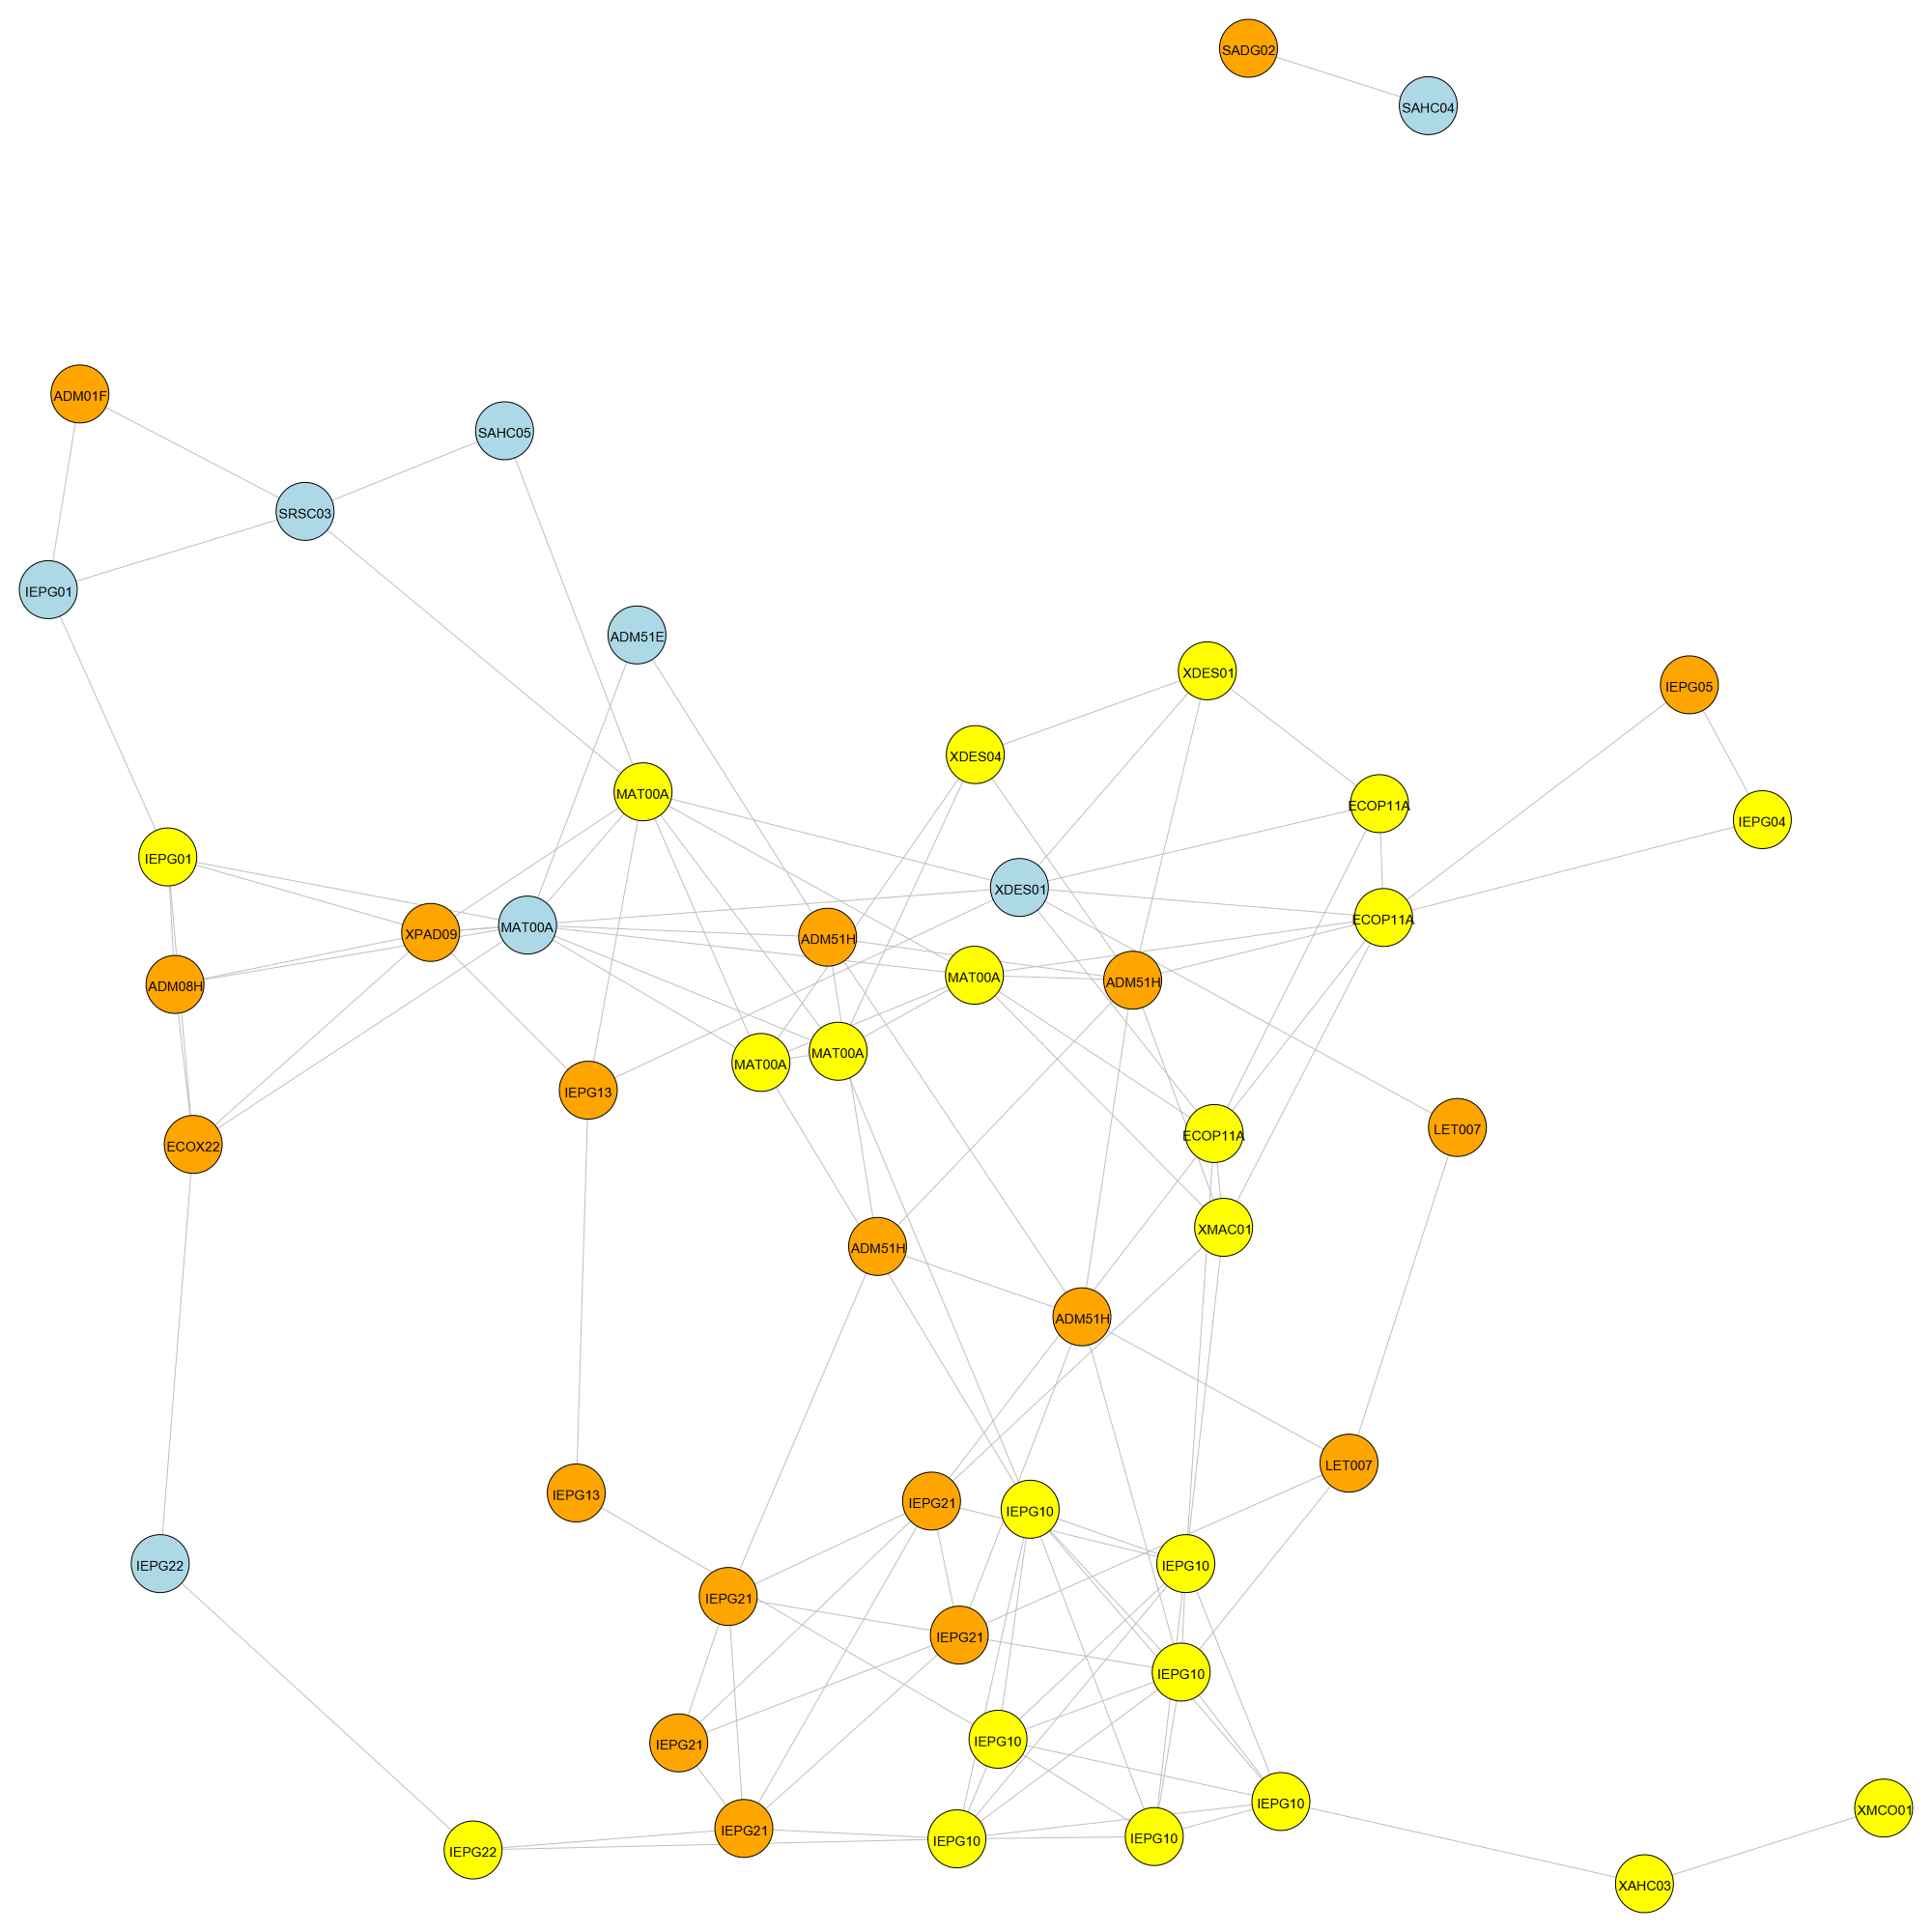 SADG02
SAHC04
ADM01F
SAHC05
SRSC03
IEPG01
ADM51E
XDES01
IEPG05
XDES04
MAT00A
ECOP11A
IEPG04
IEPG01
XDES01
ECOP11A
MAT00A
XPAD09
ADM51H
MAT00A
ADM51H
ADM08H
MAT00A
MAT00A
IEPG13
LET007
ECOP11A
ECOX22
XMAC01
ADM51H
ADM51H
LET007
IEPG13
IEPG21
IEPG10
IEPG22
IEPG10
IEPG21
IEPG21
IEPG10
IEPG10
IEPG21
IEPG10
XMCO01
IEPG21
IEPG10
IEPG10
IEPG22
XAHC03